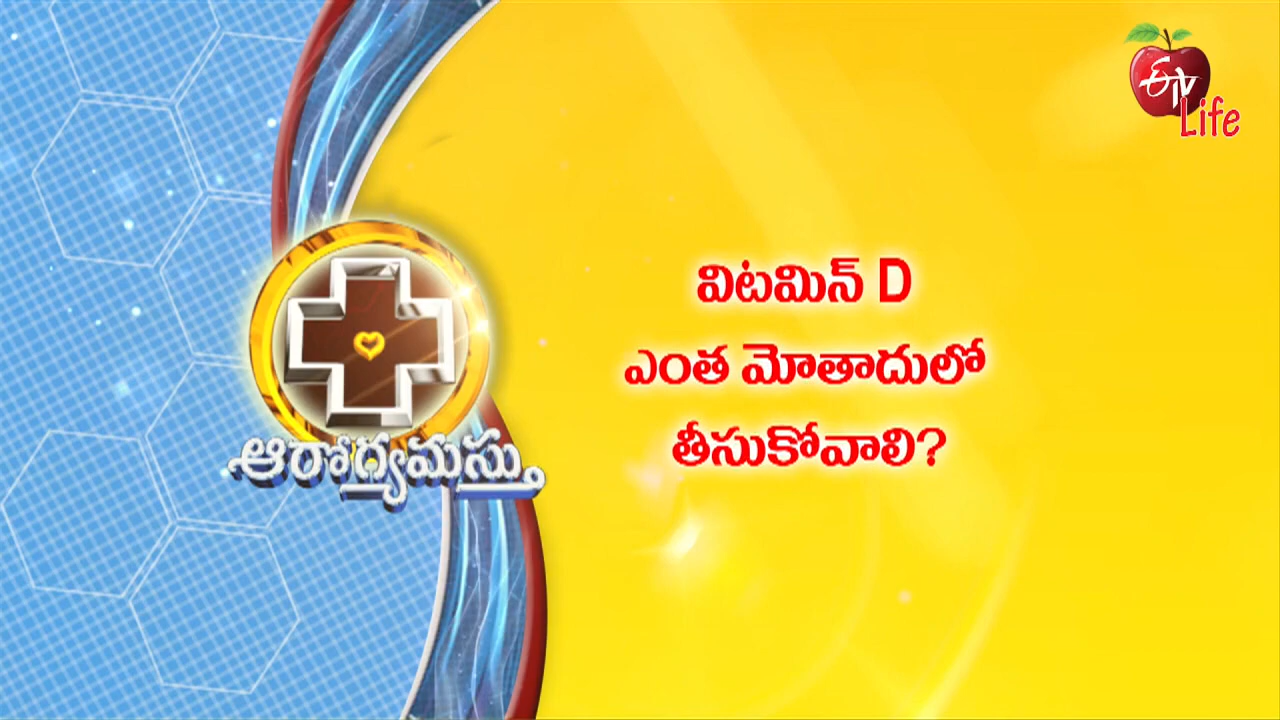 ETV
Life
విటమిన్ D
ఎంత మోతాదులో
తీసుకోవాలి?
ఆరోగ్యమస్తు